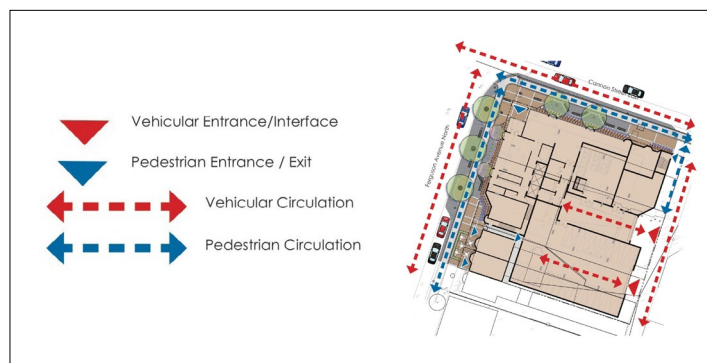 Vehicular Entrance/Interface
Pedestrian Entrance / Exit
Vehicular Circulation
Pedestrian Circulation
Cannon Street
Ferguson Avenue North